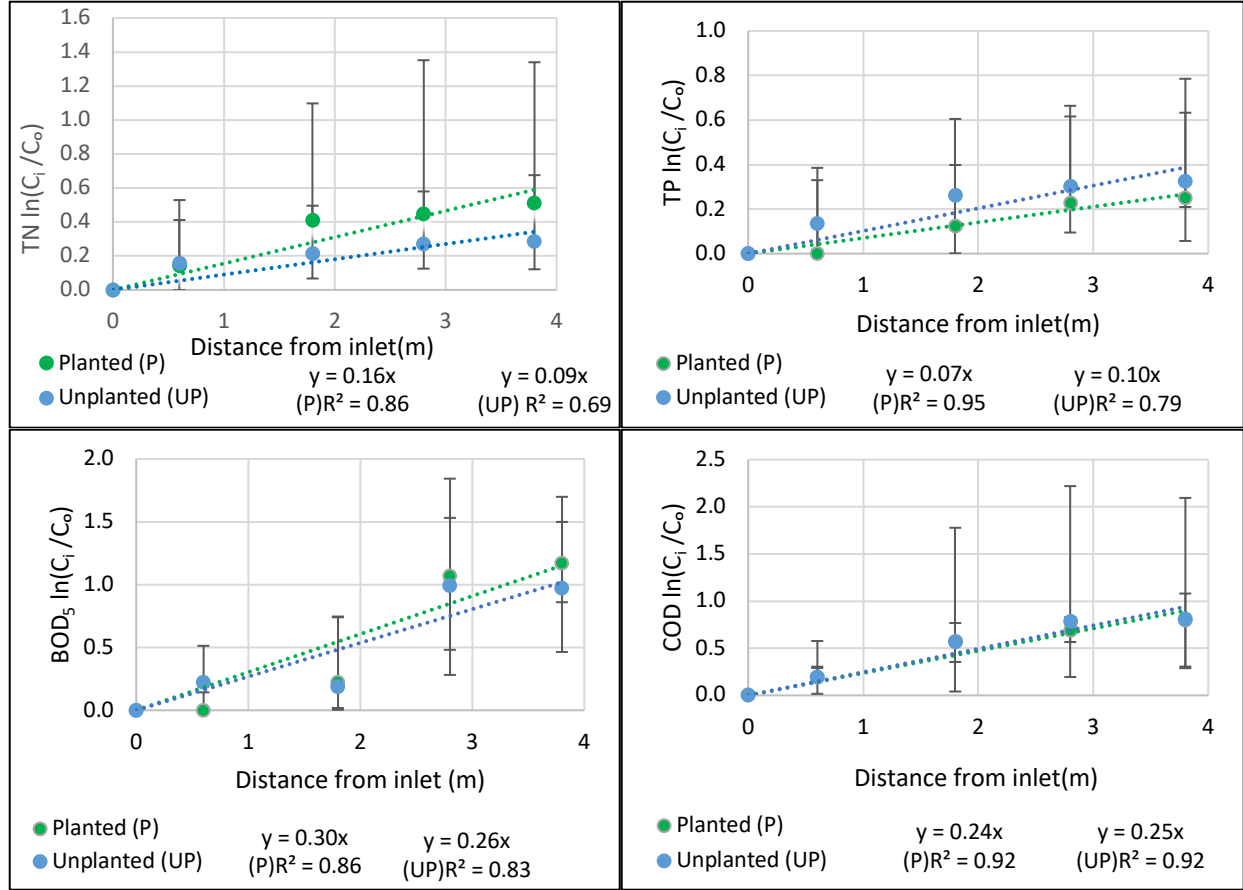 TN ln(Cᵢ /Cₒ)
1.6
1.4
1.2
1.0
0.8
0.6
0.4
0.2
0.0
0 1 2 3 4
Distance from inlet(m)
Planted (P)
Unplanted (UP)
y = 0.16x
(P)R² = 0.86
y = 0.09x
(UP) R² = 0.69
TP ln(Cᵢ /Cₒ)
1.0
0.8
0.6
0.4
0.2
0.0
0 1 2 3 4
Distance from inlet(m)
Planted (P)
Unplanted (UP)
y = 0.07x
(P)R² = 0.95
y = 0.10x
(UP)R² = 0.79
BOD₅ ln(Cᵢ /Cₒ)
2.0
1.5
1.0
0.5
0.0
0 1 2 3 4
Distance from inlet (m)
Planted (P)
Unplanted (UP)
y = 0.30x
(P)R² = 0.86
y = 0.26x
(UP)R² = 0.83
COD ln(Cᵢ /Cₒ)
2.5
2.0
1.5
1.0
0.5
0.0
0 1 2 3 4
Distance from inlet(m)
Planted (P)
Unplanted (UP)
y = 0.24x
(P)R² = 0.92
y = 0.25x
(UP)R² = 0.92